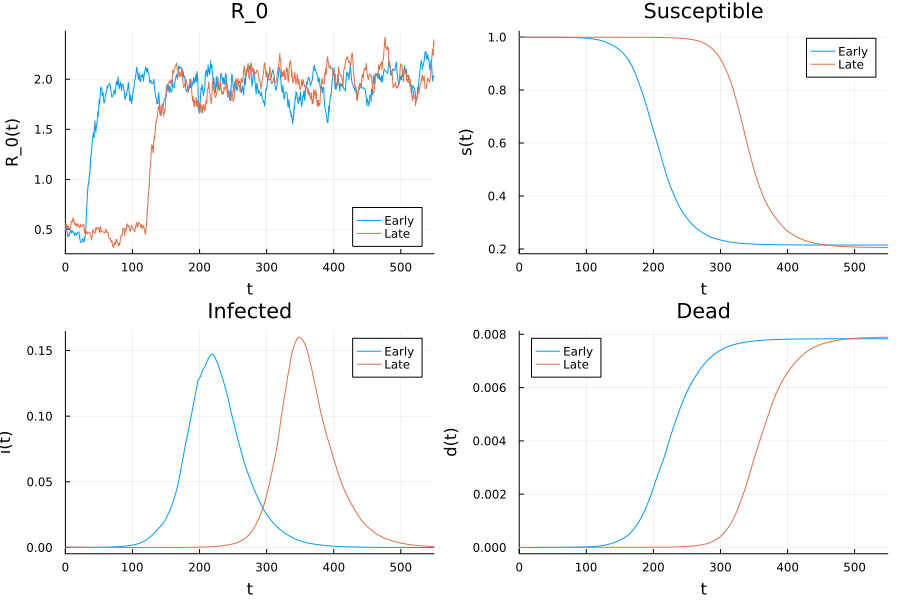 R_0
R_0(t)
2.0
1.5
1.0
0.5
0 100 200 300 400 500
t
Early
Late
Susceptible
s(t)
1.0
0.8
0.6
0.4
0.2
0 100 200 300 400 500
t
Early
Late
Infected
i(t)
0.15
0.10
0.05
0.00
0 100 200 300 400 500
t
Early
Late
Dead
d(t)
0.008
0.006
0.004
0.002
0.000
0 100 200 300 400 500
t
Early
Late